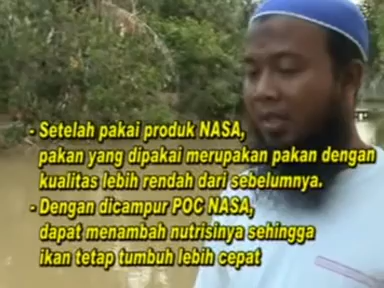 - Setelah pakai produk NASA,
pakan yang dipakai merupakan pakan dengan
kualitas lebih rendah dari sebelumnya.
- Dengan dicampur POC NASA,
dapat menambah nutrisinya sehingga
ikan tetap tumbuh lebih cepat